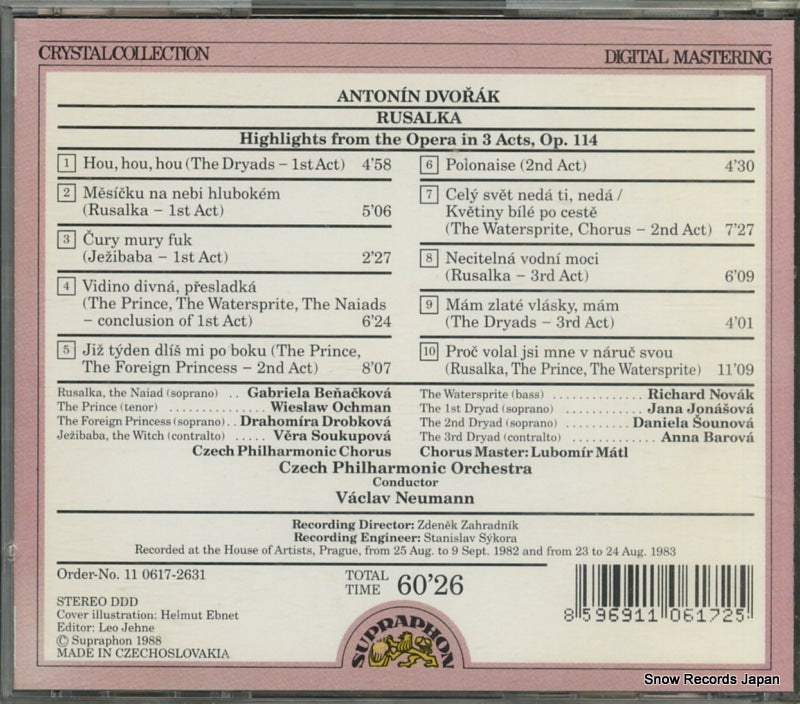 CRYSTALCOLLECTION
DIGITAL MASTERING
ANTONÍN DVOŘÁK
RUSALKA
Highlights from the Opera in 3 Acts, Op. 114
1 Hou, hou, hou (The Dryads – 1st Act) 4'58
2 Měsíčku na nebi hlubokém
(Rusalka – 1st Act) 5'06
3 Čury mury fuk
(Ježibaba – 1st Act) 2'27
4 Vidino divná, přesladká
(The Prince, The Watersprite, The Naiads
– conclusion of 1st Act) 6'24
5 Již týden dlíš mi po boku (The Prince,
The Foreign Princess – 2nd Act) 8'07
6 Polonaise (2nd Act) 4'30
7 Celý svět nedá ti, nedá /
Květiny bílé po cestě
(The Watersprite, Chorus – 2nd Act) 7'27
8 Necitelná vodní moci
(Rusalka – 3rd Act) 6'09
9 Mám zlaté vlásky, mám
(The Dryads – 3rd Act) 4'01
10 Proč volal jsi mne v náruč svou
(Rusalka, The Prince, The Watersprite) 11'09
Rusalka, the Naiad (soprano) .. Gabriela Beňačková
The Prince (tenor) ............ Wieslaw Ochman
The Foreign Princess (soprano) .. Drahomíra Drobková
Ježibaba, the Witch (contralto) ..... Věra Soukupová
Czech Philharmonic Chorus
The Watersprite (bass) ............ Richard Novák
The 1st Dryad (soprano) ........... Jana Jonášová
The 2nd Dryad (soprano) ......... Daniela Šounová
The 3rd Dryad (contralto) ............ Anna Barová
Chorus Master: Lubomír Mátl
Czech Philharmonic Orchestra
Conductor
Václav Neumann
Recording Director: Zdeněk Zahradník
Recording Engineer: Stanislav Sýkora
Recorded at the House of Artists, Prague, from 25 Aug. to 9 Sept. 1982 and from 23 to 24 Aug. 1983
Order-No. 11 0617-2631
TOTAL TIME 60'26
STEREO DDD
Cover illustration: Helmut Ebnet
Editor: Leo Jehne
© Supraphon 1988
MADE IN CZECHOSLOVAKIA
SUPRAPHON
8 596911 061725
Snow Records Japan